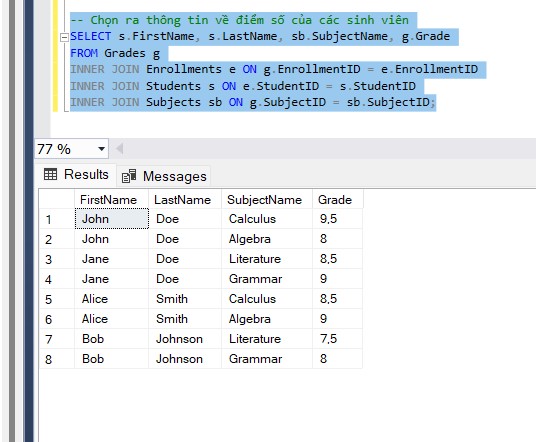 -- Chọn ra thông tin về điểm số của các sinh viên
SELECT s.FirstName, s.LastName, sb.SubjectName, g.Grade
FROM Grades g
INNER JOIN Enrollments e ON g.EnrollmentID = e.EnrollmentID
INNER JOIN Students s ON e.StudentID = s.StudentID
INNER JOIN Subjects sb ON g.SubjectID = sb.SubjectID;
77 %
Results Messages
FirstName LastName SubjectName Grade
1 John Doe Calculus 9,5
2 John Doe Algebra 8
3 Jane Doe Literature 8,5
4 Jane Doe Grammar 9
5 Alice Smith Calculus 8,5
6 Alice Smith Algebra 9
7 Bob Johnson Literature 7,5
8 Bob Johnson Grammar 8